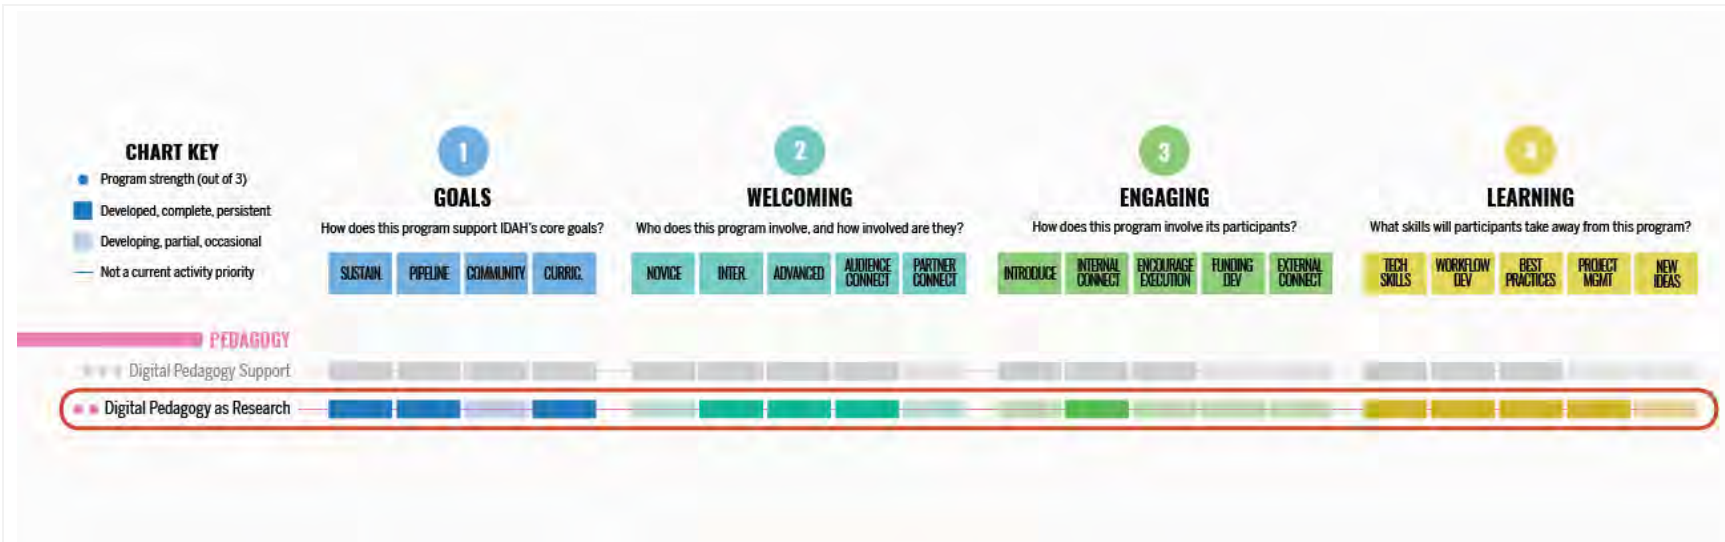 CHART KEY
Program strength (out of 3)
Developed, complete, persistent
Developing, partial, occasional
Not a current activity priority
1
GOALS
How does this program support IDAH's core goals?
SUSTAIN.
PIPELINE
COMMUNITY
CURRIC.
2
WELCOMING
Who does this program involve, and how involved are they?
NOVICE
INTER.
ADVANCED
AUDIENCE
CONNECT
PARTNER
CONNECT
3
ENGAGING
How does this program involve its participants?
INTRODUCE
INTERNAL
CONNECT
ENCOURAGE
EXECUTION
FUNDING
DEV
EXTERNAL
CONNECT
LEARNING
What skills will participants take away from this program?
TECH
SKILLS
WORKFLOW
DEV
BEST
PRACTICES
PROJECT
MGMT
NEW
IDEAS
PEDAGOGY
Digital Pedagogy Support
Digital Pedagogy as Research